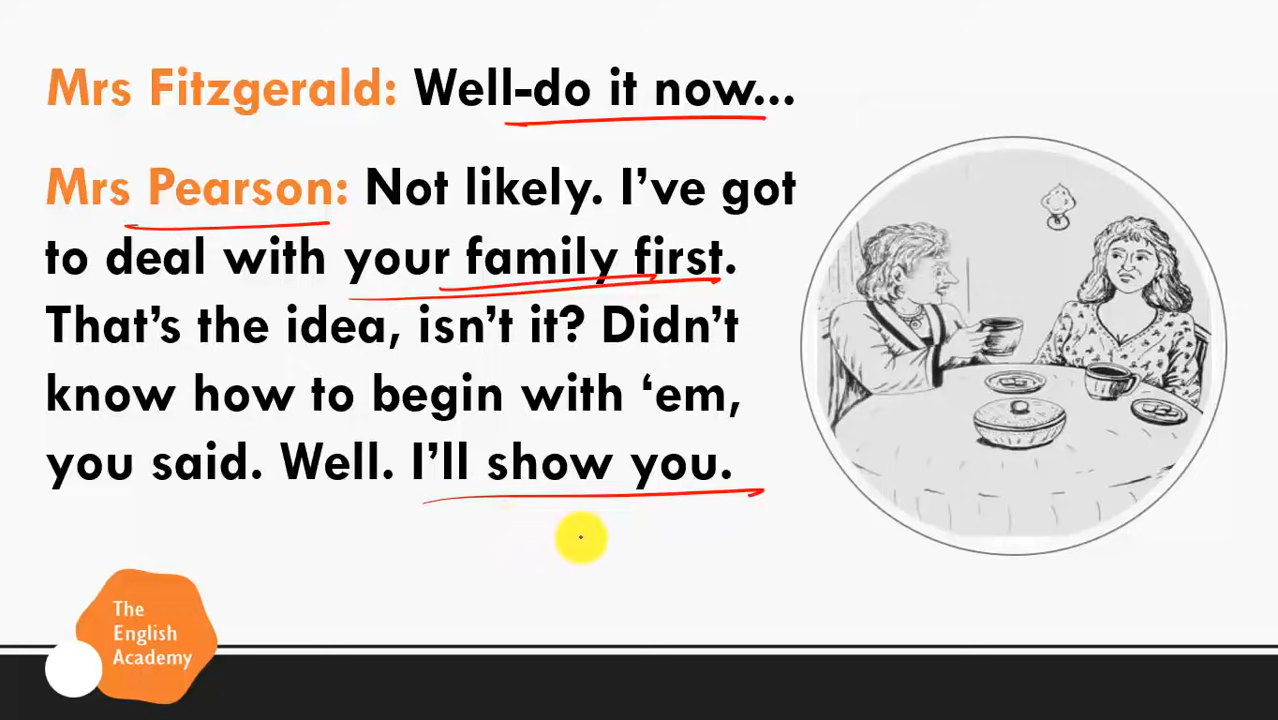 Mrs Fitzgerald: Well-do it now...
Mrs Pearson: Not likely. I've got
to deal with your family first.
That's the idea, isn't it? Didn't
know how to begin with ‘em,
you said. Well. I'll show you.
The
English
Academy